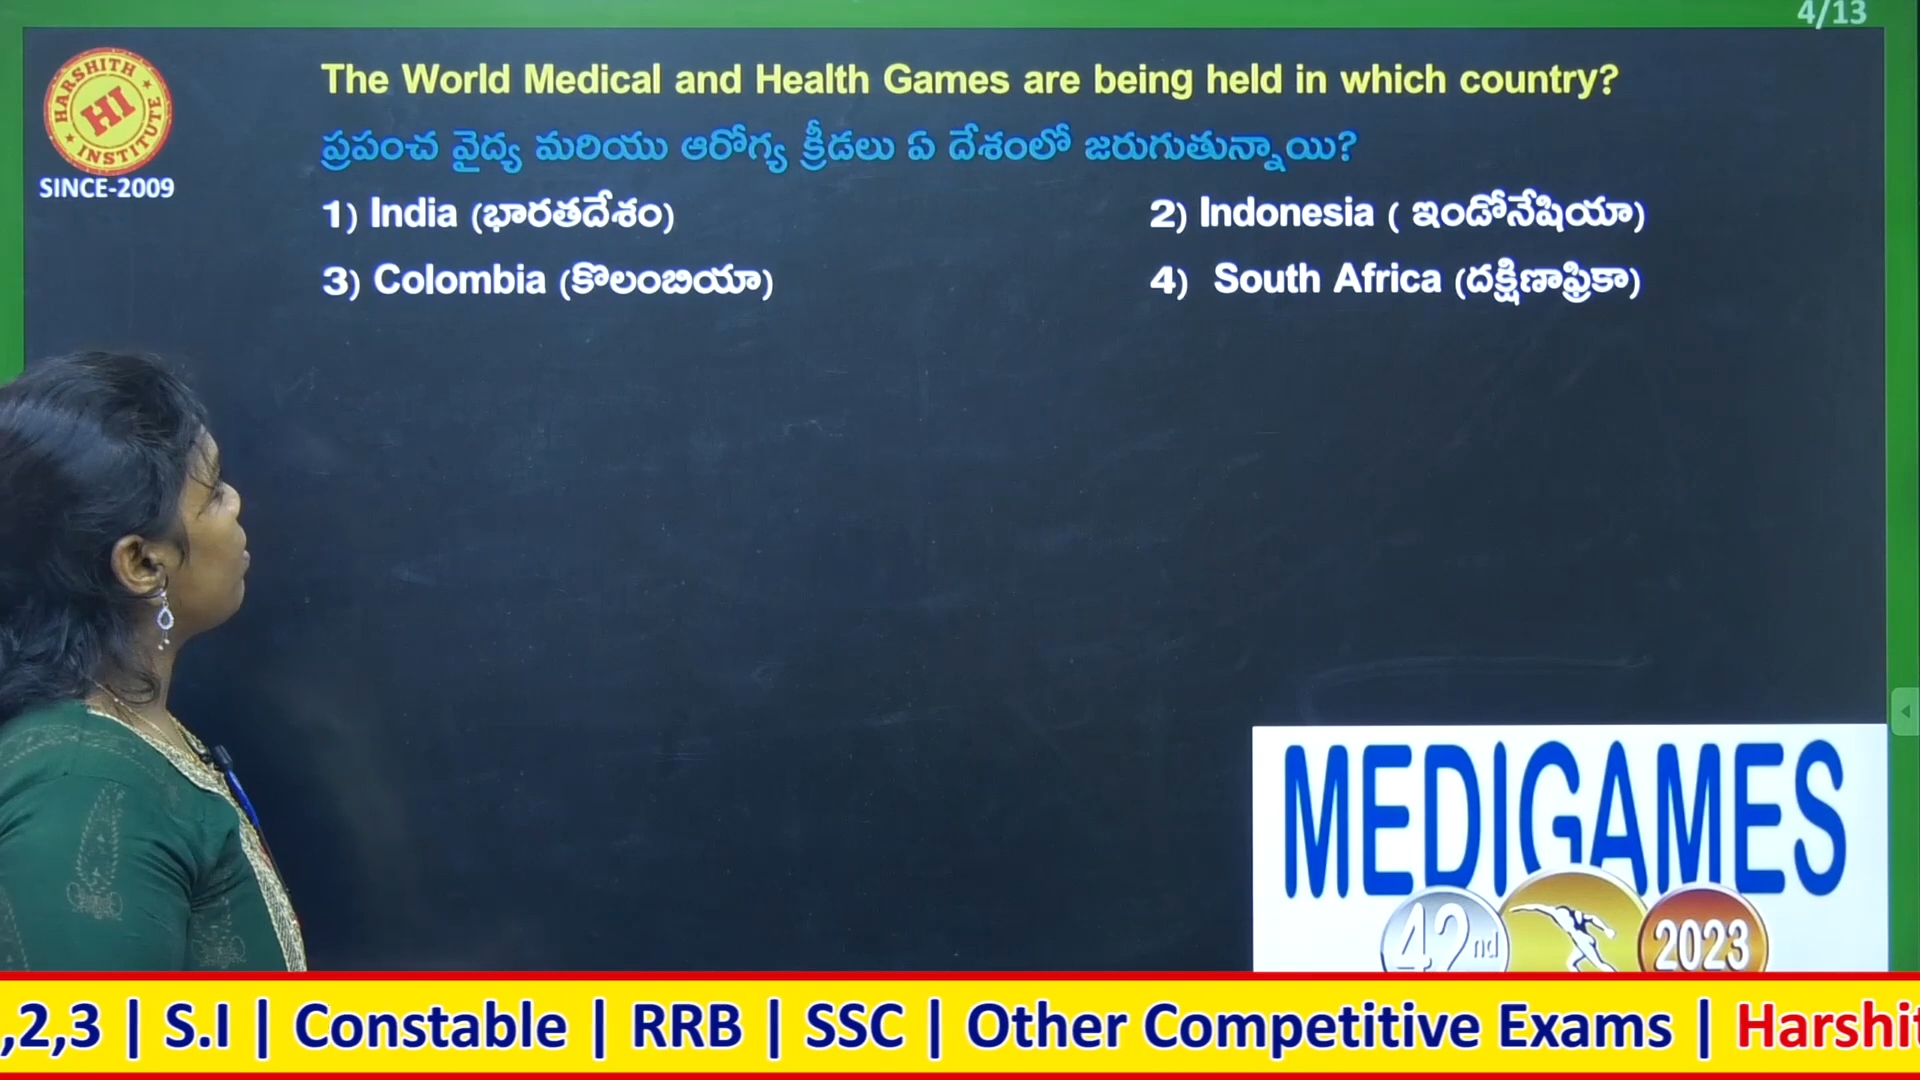 4/13
HARSHITH
HI
INSTITUTE
SINCE-2009
The World Medical and Health Games are being held in which country?
ప్రపంచ వైద్య మరియు ఆరోగ్య క్రీడలు ఏ దేశంలో జరుగుతున్నాయి?
1) India (భారతదేశం)
2) Indonesia ( ఇండోనేషియా)
3) Colombia (కొలంబియా)
4) South Africa (దక్షిణాఫ్రికా)
MEDIGAMES
42nd
2023
,2,3 | S.I | Constable | RRB | SSC | Other Competitive Exams | Harshit